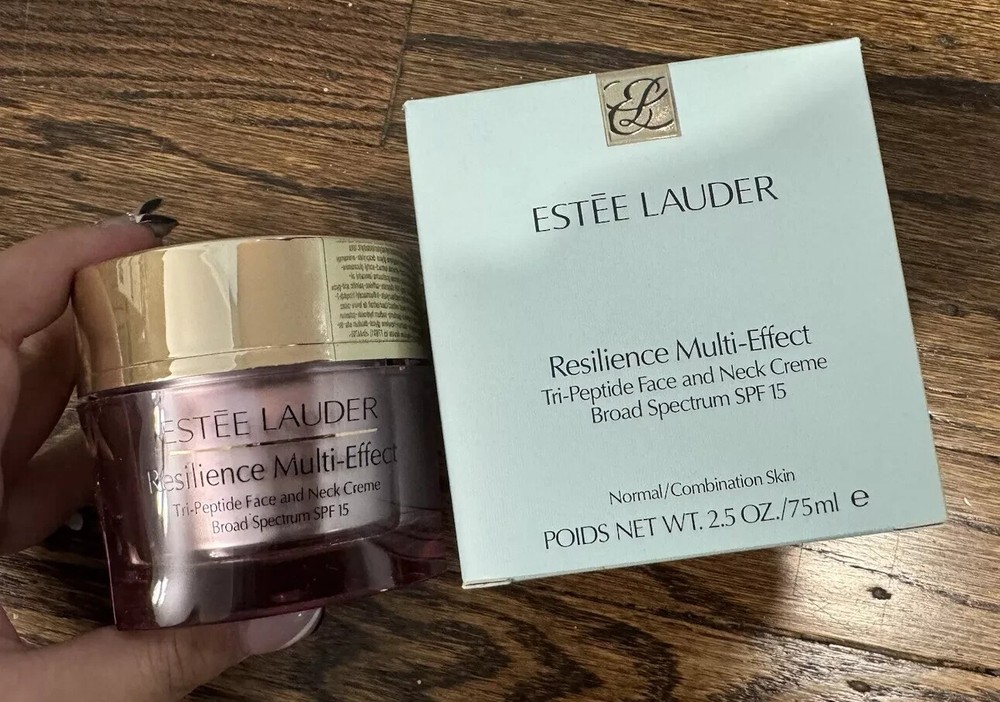 ESTĒE LAUDER
Resilience Multi-Effect
Tri-Peptide Face and Neck Creme
Broad Spectrum SPF 15
EL
ESTĒE LAUDER
Resilience Multi-Effect
Tri-Peptide Face and Neck Creme
Broad Spectrum SPF 15
Normal/Combination Skin
POIDS NET WT. 2.5 OZ./75ml ℮